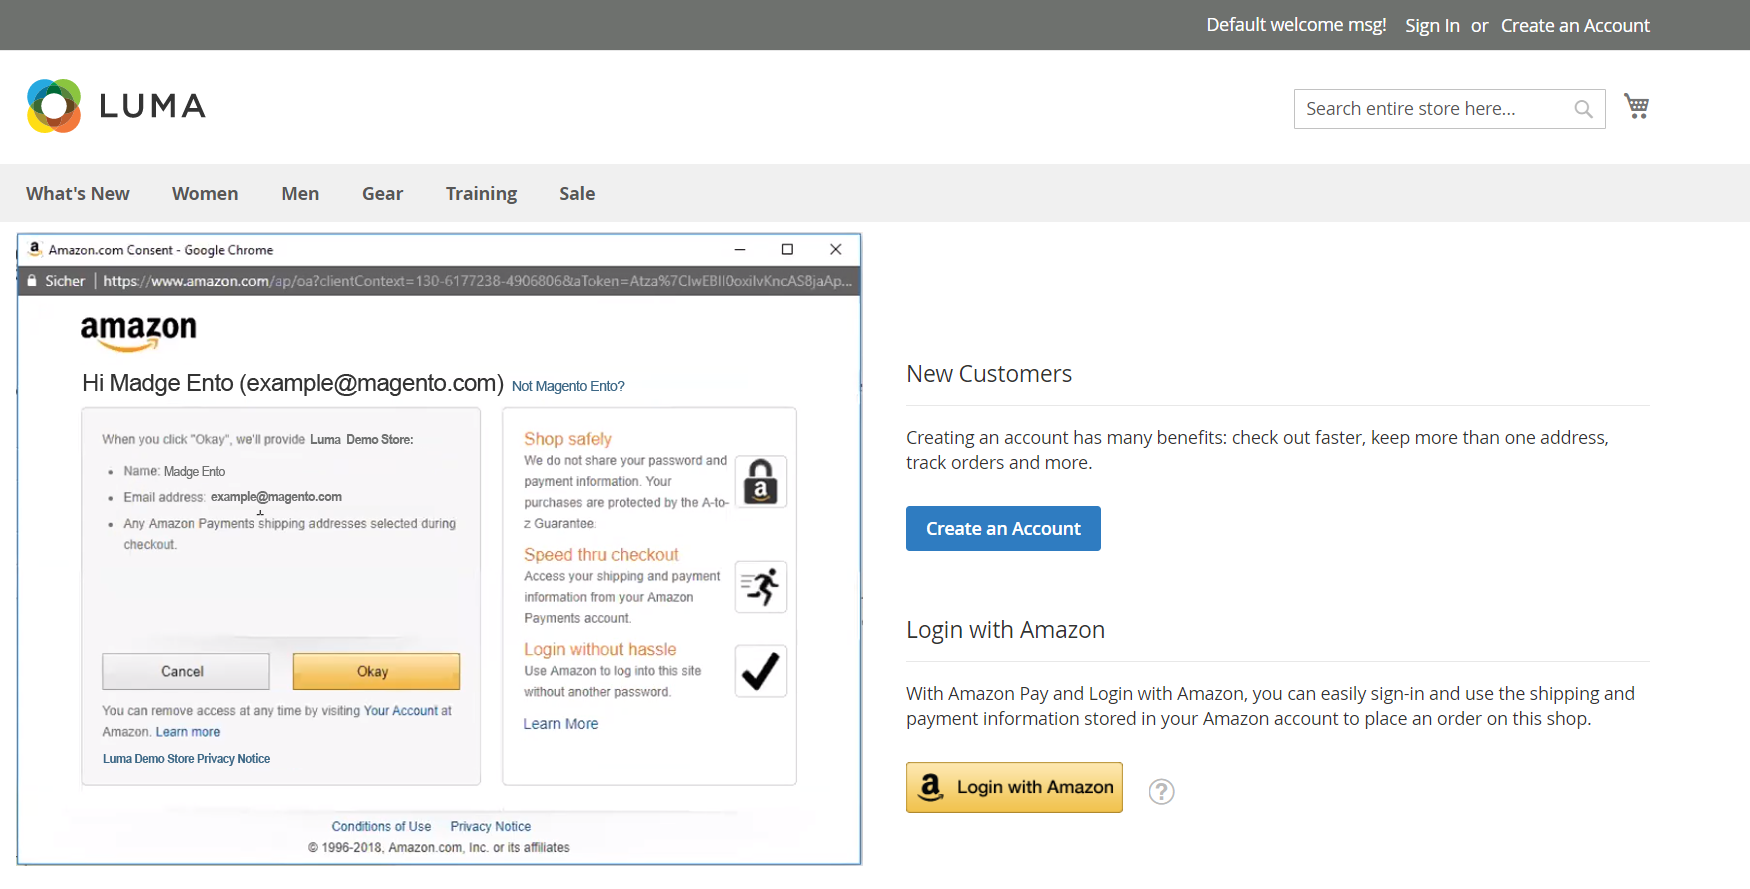 Default welcome msg! Sign In or Create an Account
LUMA
Search entire store here...
What's New Women Men Gear Training Sale
Amazon.com Consent - Google Chrome
Sicher https://www.amazon.com/ap/oa?clientContext=130-6177238-4906806&aToken=Atza%7CIwEBII0oxiIvKncAS8jaAp...
amazon
Hi Madge Ento (example@magento.com) Not Magento Ento?
When you click "Okay", we'll provide Luma Demo Store:
• Name: Madge Ento
• Email address: example@magento.com
• Any Amazon Payments shipping addresses selected during
checkout.
Cancel Okay
You can remove access at any time by visiting Your Account at
Amazon. Learn more
Luma Demo Store Privacy Notice
Shop safely
We do not share your password and
payment information. Your
purchases are protected by the A-to-
z Guarantee.
Speed thru checkout
Access your shipping and payment
information from your Amazon
Payments account.
Login without hassle
Use Amazon to log into this site
without another password.
Learn More
Conditions of Use Privacy Notice
© 1996-2018, Amazon.com, Inc. or its affiliates
New Customers
Creating an account has many benefits: check out faster, keep more than one address,
track orders and more.
Create an Account
Login with Amazon
With Amazon Pay and Login with Amazon, you can easily sign-in and use the shipping and
payment information stored in your Amazon account to place an order on this shop.
Login with Amazon ?